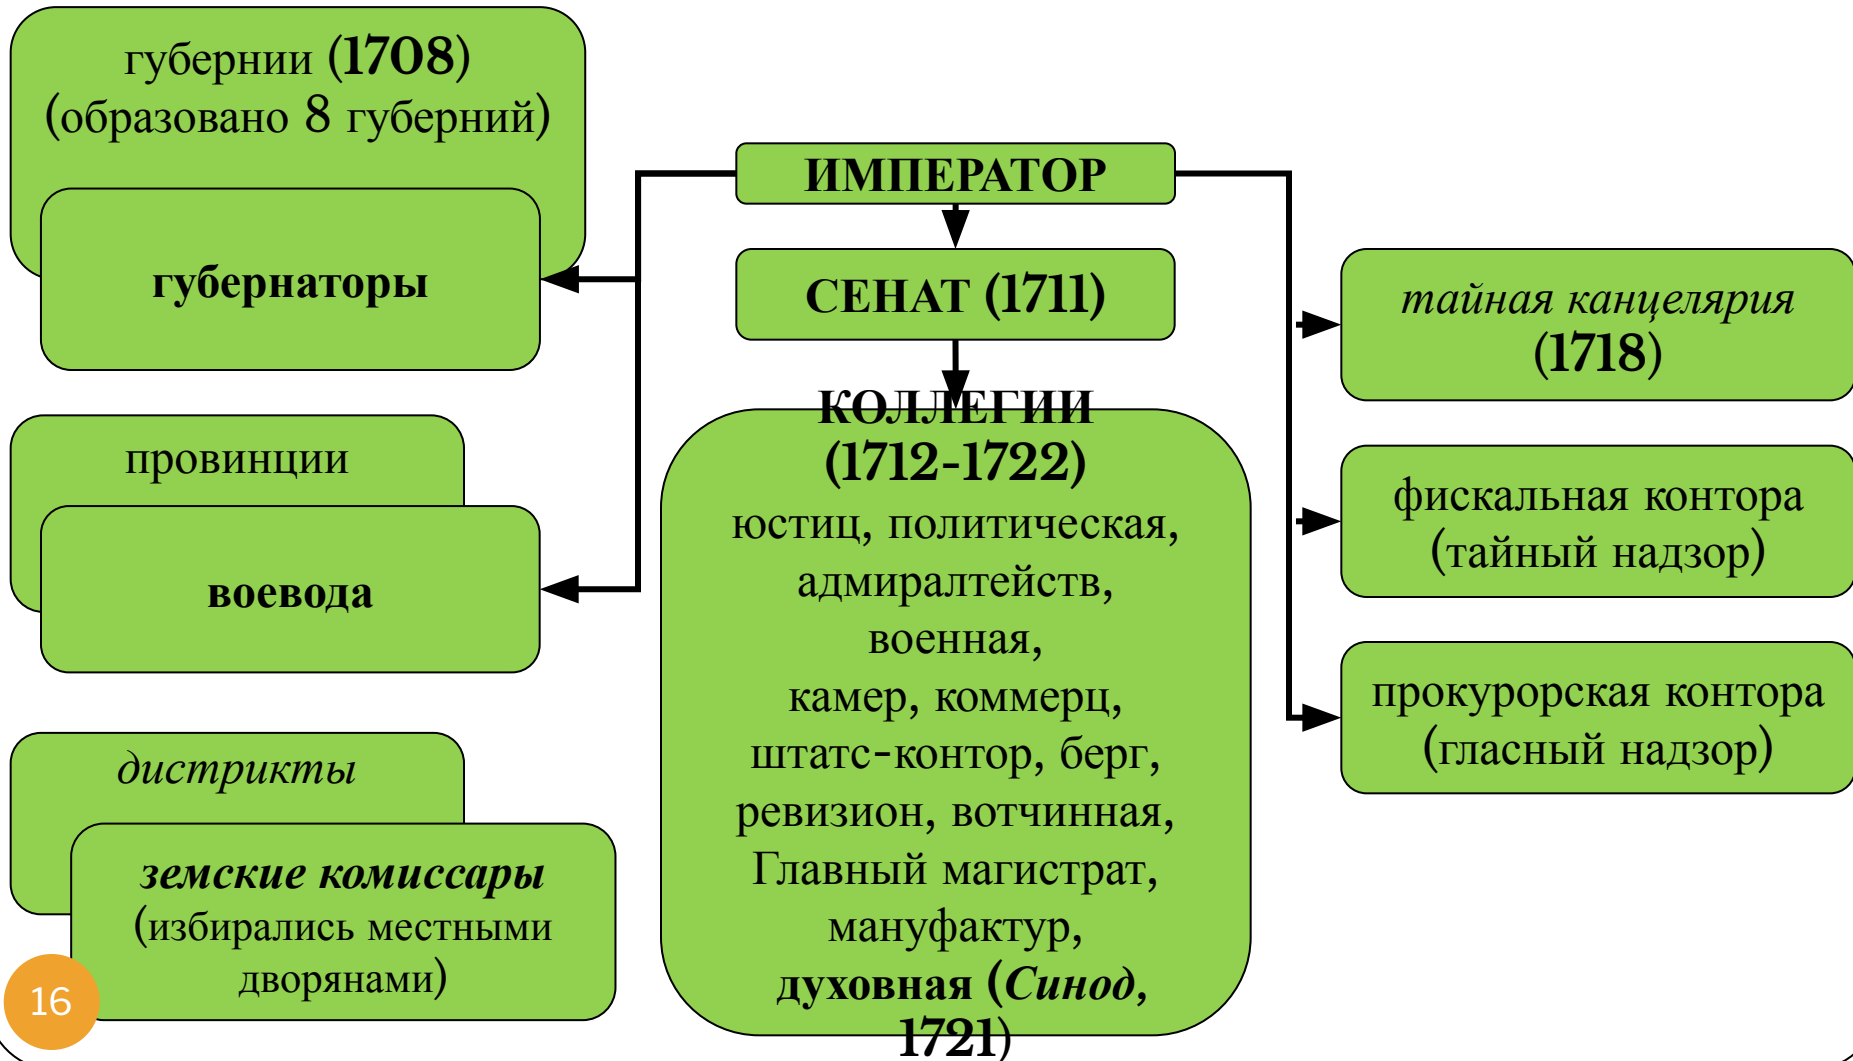 губернии (1708)
(образовано 8 губерний)
губернаторы
провинции
воевода
дистрикты
земские комиссары
(избирались местными
дворянами)
16
ИМПЕРАТОР
СЕНАТ (1711)
КОЛЛЕГИИ
(1712-1722)
юстиц, политическая,
адмиралтейств,
военная,
камер, коммерц,
штатс-контор, берг,
ревизион, вотчинная,
Главный магистрат,
мануфактур,
духовная (Синод,
1721)
тайная канцелярия
(1718)
фискальная контора
(тайный надзор)
прокурорская контора
(гласный надзор)